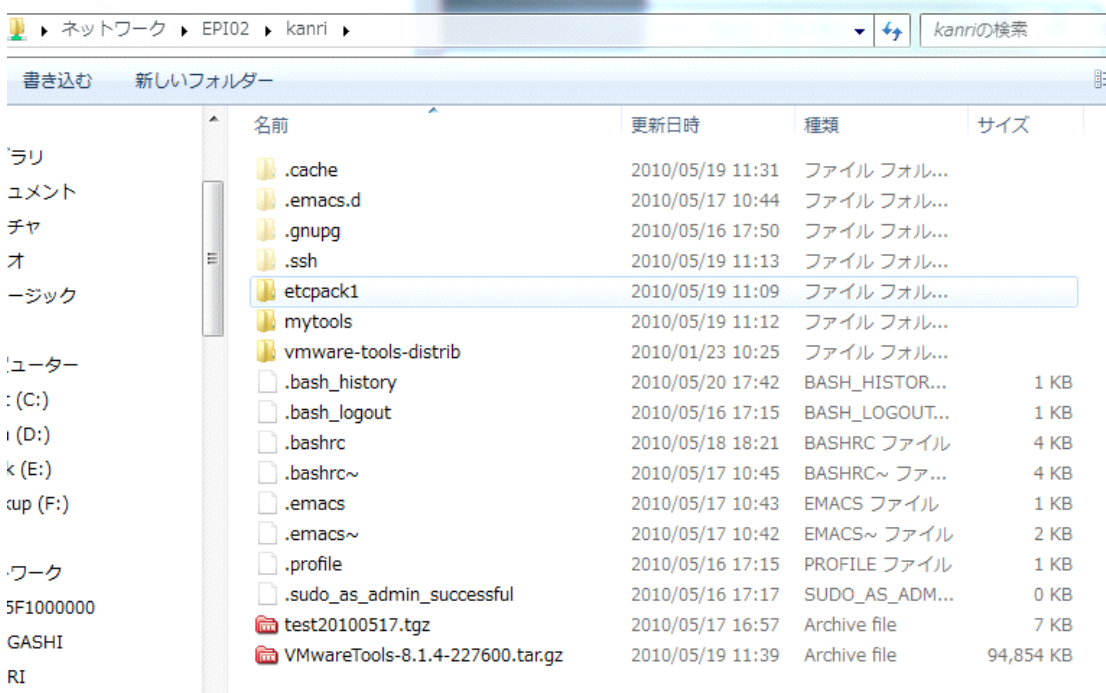 ネットワーク EPI02 kanri kanriの検索
書き込む 新しいフォルダー
名前 更新日時 種類 サイズ
ラリ
ュメント
チャ
オ
ージック
ューター
(C:)
(D:)
k (E:)
kup (F:)
ワーク
5F1000000
GASHI
RI
.cache 2010/05/19 11:31 ファイル フォル...
.emacs.d 2010/05/17 10:44 ファイル フォル...
.gnupg 2010/05/16 17:50 ファイル フォル...
.ssh 2010/05/19 11:13 ファイル フォル...
etcpack1 2010/05/19 11:09 ファイル フォル...
mytools 2010/05/19 11:12 ファイル フォル...
vmware-tools-distrib 2010/01/23 10:25 ファイル フォル...
.bash_history 2010/05/20 17:42 BASH_HISTOR... 1 KB
.bash_logout 2010/05/16 17:15 BASH_LOGOUT... 1 KB
.bashrc 2010/05/18 18:21 BASHRC ファイル 4 KB
.bashrc~ 2010/05/17 10:45 BASHRC~ ファ... 4 KB
.emacs 2010/05/17 10:43 EMACS ファイル 1 KB
.emacs~ 2010/05/17 10:42 EMACS~ ファイル 2 KB
.profile 2010/05/16 17:15 PROFILE ファイル 1 KB
.sudo_as_admin_successful 2010/05/16 17:17 SUDO_AS_ADM... 0 KB
test20100517.tgz 2010/05/17 16:57 Archive file 7 KB
VMwareTools-8.1.4-227600.tar.gz 2010/05/19 11:39 Archive file 94,854 KB